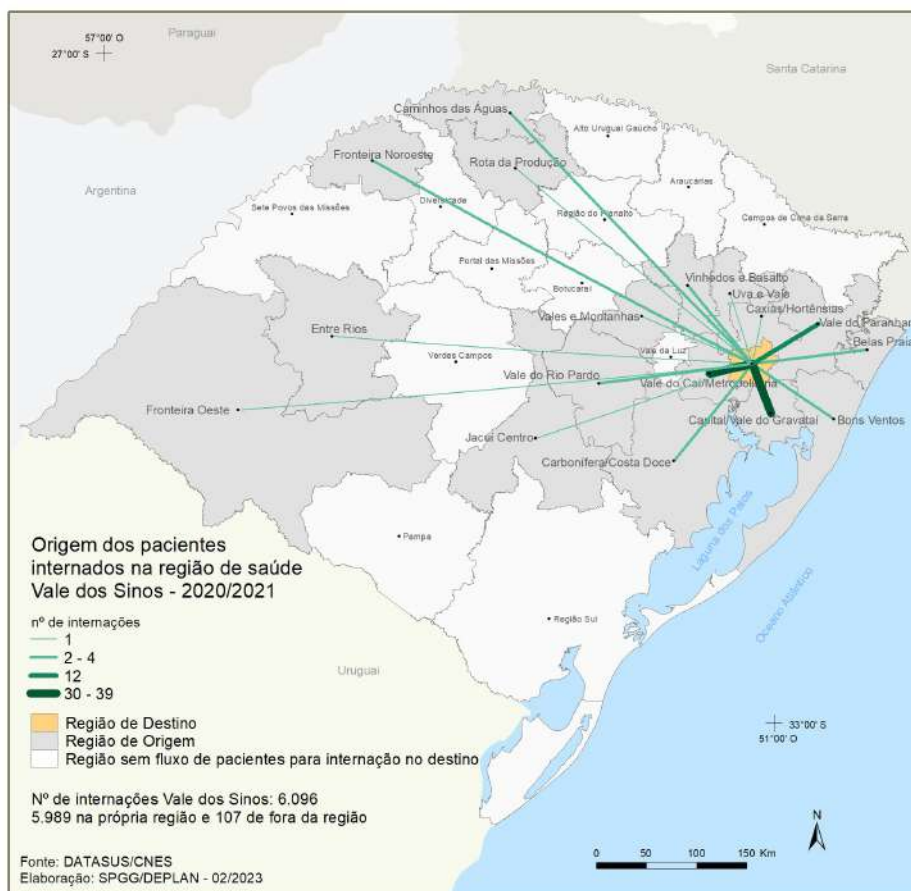 57°00' O
27°00' S
Paraguai
Santa Catarina
Argentina
Caminhos das Águas
Alto Uruguai Gaúcho
Fronteira Noroeste
Rota da Produção
Araucárias
Diversidade
Sete Povos das Missões
Região do Planalto
Campos de Cima da Serra
Portal das Missões
Botucaraí
Vinhedos e Basalto
Uva e Vale
Caxias/Hortênsias
Vales e Montanhas
Vale do Paranhan
Entre Rios
Belas Praia
Verdes Campos
Vale da Luz
Vale do Rio Pardo
Vale do Caí/Metropolitana
Fronteira Oeste
Capital/Vale do Gravataí
Bons Ventos
Jacuí Centro
Carbonífera/Costa Doce
Laguna dos Patos
Pampa
Oceano Atlântico
Região Sul
Uruguai
Origem dos pacientes
internados na região de saúde
Vale dos Sinos - 2020/2021
nº de internações
1
2 - 4
12
30 - 39
Região de Destino
Região de Origem
Região sem fluxo de pacientes para internação no destino
Nº de internações Vale dos Sinos: 6.096
5.989 na própria região e 107 de fora da região
33°00' S
51°00' O
N
0 50 100 150 Km
Fonte: DATASUS/CNES
Elaboração: SPGG/DEPLAN - 02/2023